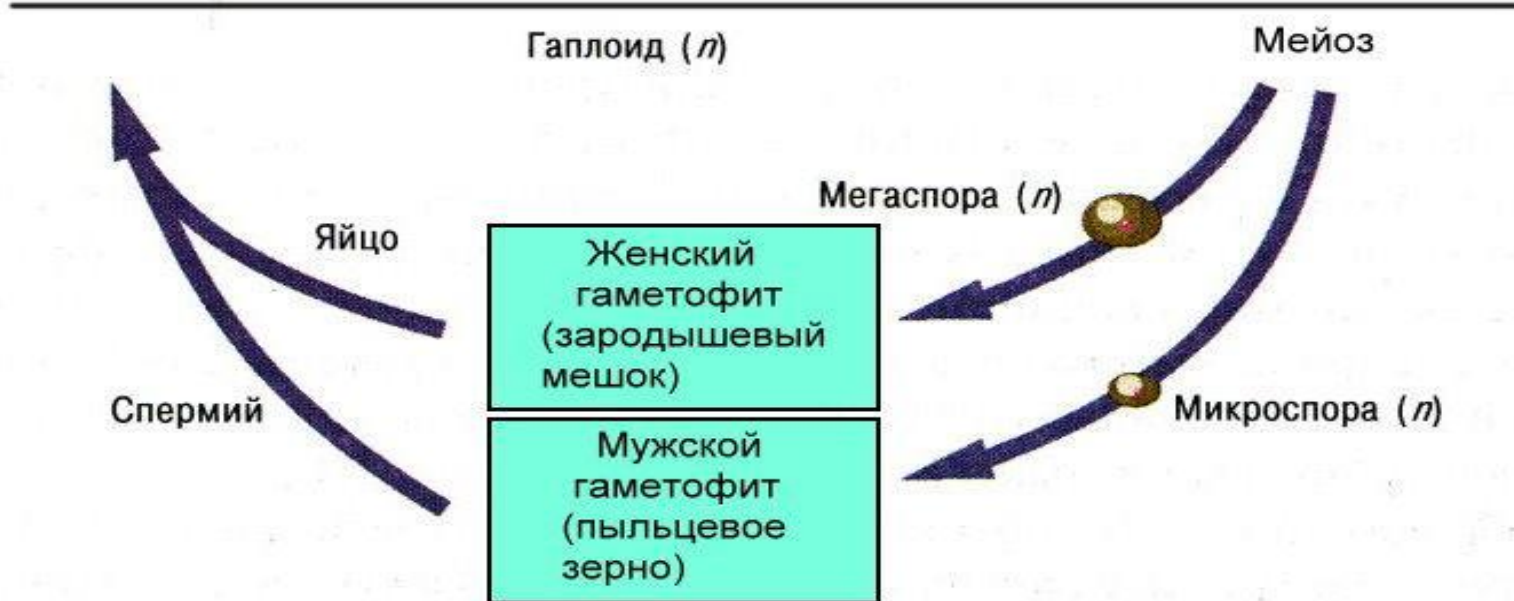 Гаплоид (n)
Мейоз
Мегаспора (n)
Яйцо
Женский
гаметофит
(зародышевый
мешок)
Спермий
Микроспора (n)
Мужской
гаметофит
(пыльцевое
зерно)